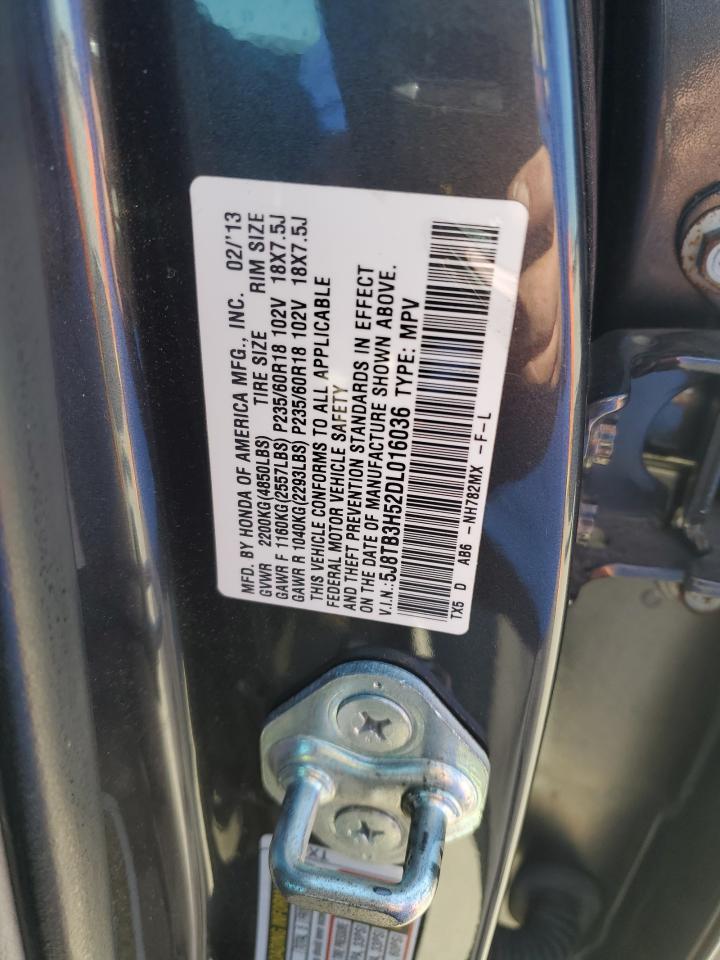 MFD. BY HONDA OF AMERICA MFG., INC. 02/'13
GVWR 2200KG(4850LBS) TIRE SIZE RIM SIZE
GAWR F 1160KG(2557LBS) P235/60R18 102V 18X7.5J
GAWR R 1040KG(2293LBS) P235/60R18 102V 18X7.5J
THIS VEHICLE CONFORMS TO ALL APPLICABLE
FEDERAL MOTOR VEHICLE SAFETY
AND THEFT PREVENTION STANDARDS IN EFFECT
ON THE DATE OF MANUFACTURE SHOWN ABOVE.
V.I.N.:5J8TB3H52DL016036 TYPE: MPV
TX5 D AB6 -NH782MX -F-L